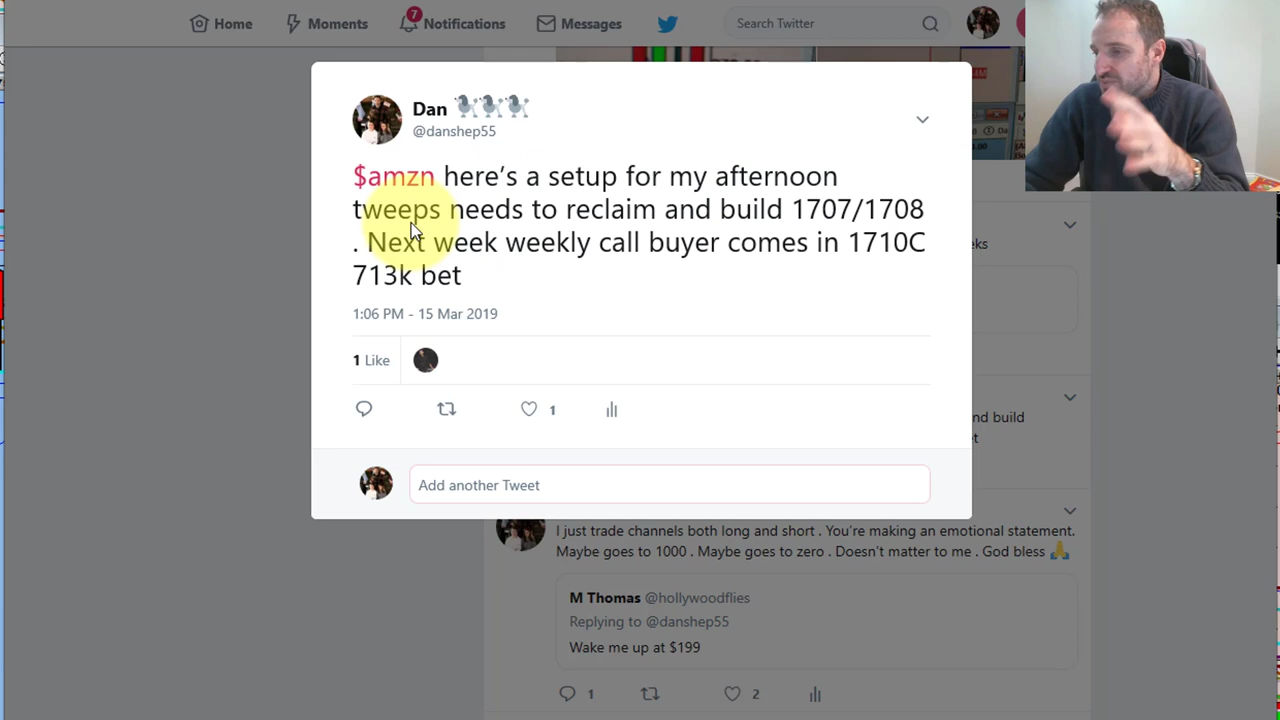 Home
Moments
7
Notifications
Messages
Search Twitter
Dan
@danshep55
$amzn here's a setup for my afternoon
tweeps needs to reclaim and build 1707/1708
. Next week weekly call buyer comes in 1710C
713k bet
1:06 PM - 15 Mar 2019
1 Like
1
Add another Tweet
eks
nd build
et
I just trade channels both long and short . You're making an emotional statement.
Maybe goes to 1000 . Maybe goes to zero . Doesn't matter to me . God bless
M Thomas @hollywoodflies
Replying to @danshep55
Wake me up at $199
1
2